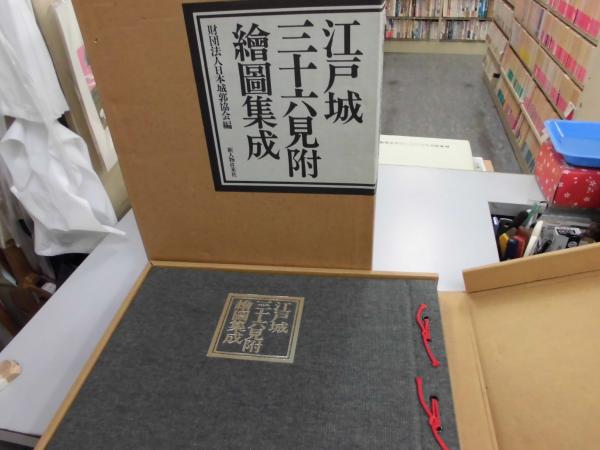 江戸城
三十六見附
繪圖集成
財団法人日本城郭協会 編
新人物往来社
江戸城
三十六見附
繪圖集成